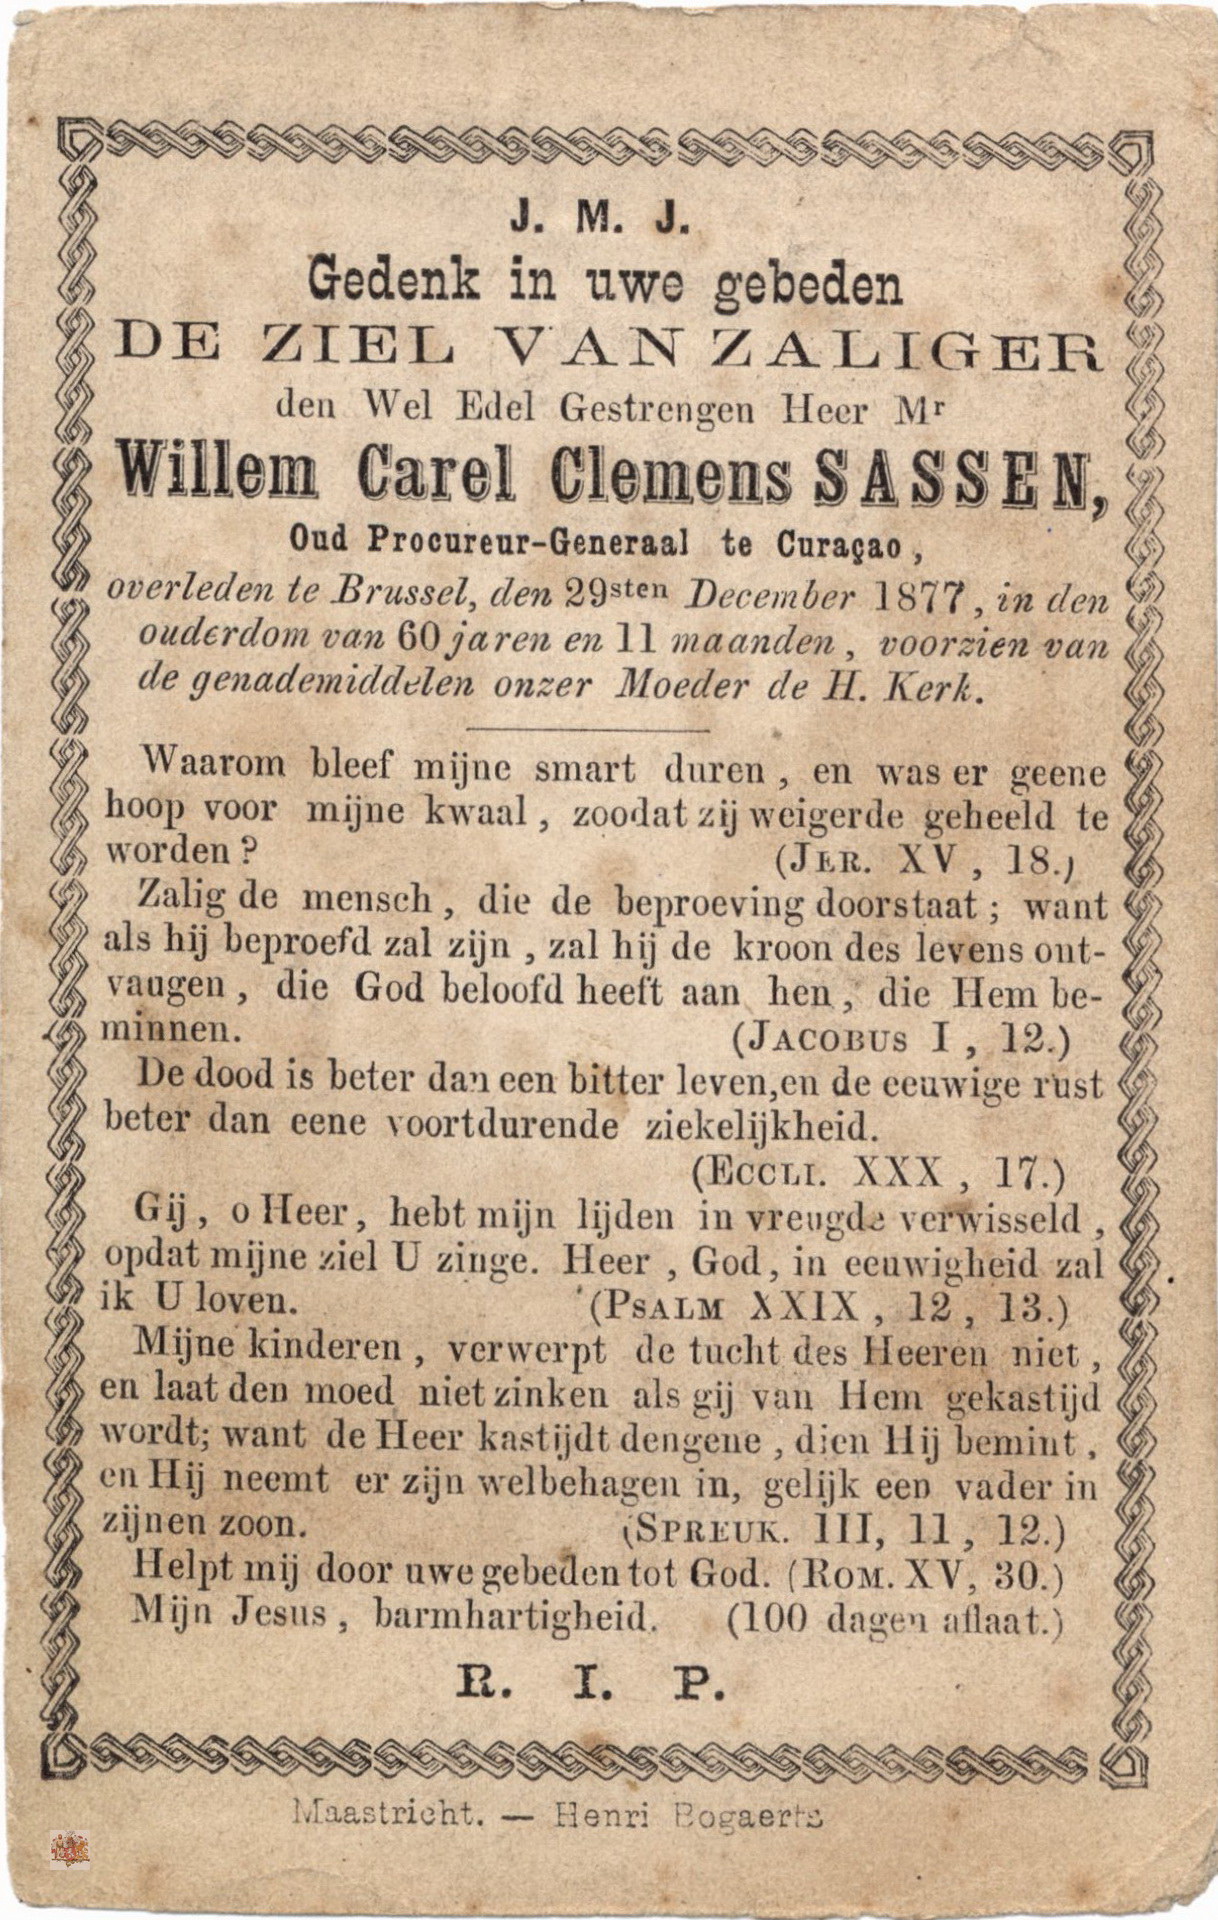 J. M. J.
Gedenk in uwe gebeden
DE ZIEL VAN ZALIGER
den Wel Edel Gestrengen Heer Mr
Willem Carel Clemens SASSEN,
Oud Procureur-Generaal te Curaçao,
overleden te Brussel, den 29sten December 1877, in den
ouderdom van 60 jaren en 11 maanden, voorzien van
de genademiddelen onzer Moeder de H. Kerk.
Waarom bleef mijne smart duren, en was er geene
hoop voor mijne kwaal, zoodat zij weigerde geheeld te
worden? (JER. XV, 18.)
Zalig de mensch, die de beproeving doorstaat; want
als hij beproefd zal zijn, zal hij de kroon des levens ont-
vangen, die God beloofd heeft aan hen, die Hem be-
minnen. (JACOBUS I, 12.)
De dood is beter dan een bitter leven, en de eeuwige rust
beter dan eene voortdurende ziekelijkheid.
(ECCLI. XXX, 17.)
Gij, o Heer, hebt mijn lijden in vreugde verwisseld,
opdat mijne ziel U zinge. Heer, God, in eeuwigheid zal
ik U loven. (PSALM XXIX, 12, 13.)
Mijne kinderen, verwerpt de tucht des Heeren niet,
en laat den moed niet zinken als gij van Hem gekastijd
wordt; want de Heer kastijdt dengene, dien Hij bemint,
en Hij neemt er zijn welbehagen in, gelijk een vader in
zijnen zoon. (SPREUK. III, 11, 12.)
Helpt mij door uwe gebeden tot God. (ROM. XV, 30.)
Mijn Jesus, barmhartigheid. (100 dagen aflaat.)
R. I. P.
Maastricht. — Henri Bogaerts